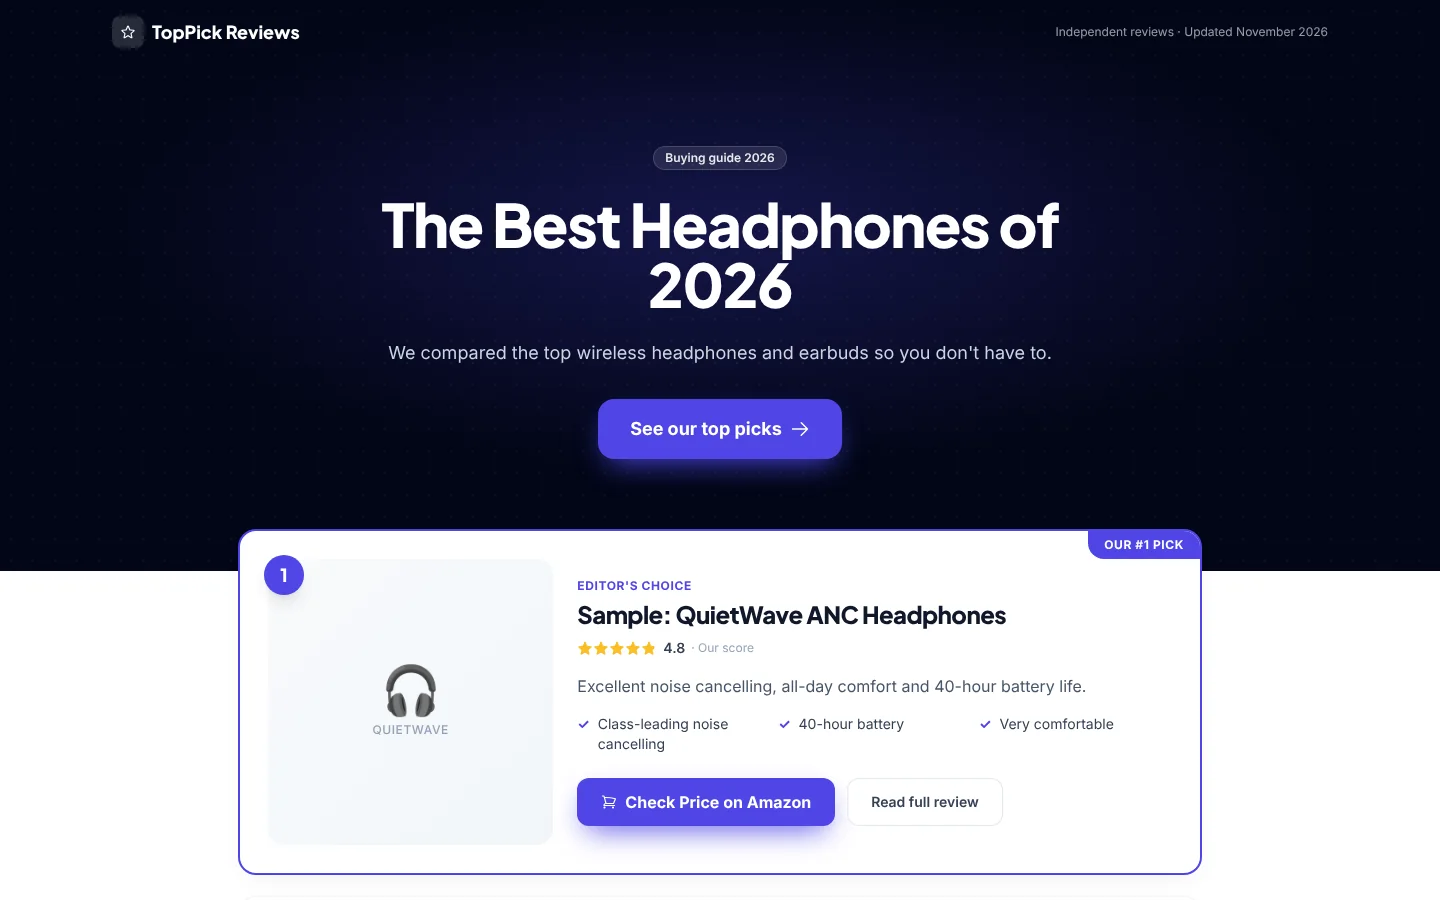 TopPick Reviews
Independent reviews · Updated November 2026
Buying guide 2026
The Best Headphones of
2026
We compared the top wireless headphones and earbuds so you don't have to.
See our top picks →
OUR #1 PICK
1
QUIETWAVE
EDITOR'S CHOICE
Sample: QuietWave ANC Headphones
4.8 · Our score
Excellent noise cancelling, all-day comfort and 40-hour battery life.
Class-leading noise
cancelling
40-hour battery
Very comfortable
Check Price on Amazon
Read full review